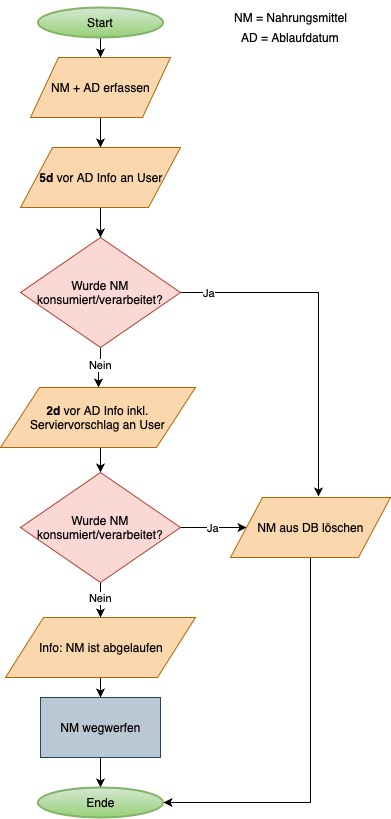 Start
NM = Nahrungsmittel
AD = Ablaufdatum
NM + AD erfassen
5d vor AD Info an User
Wurde NM
konsumiert/verarbeitet?
Ja
Nein
2d vor AD Info inkl.
Serviervorschlag an User
Wurde NM
konsumiert/verarbeitet?
Ja
NM aus DB löschen
Nein
Info: NM ist abgelaufen
NM wegwerfen
Ende